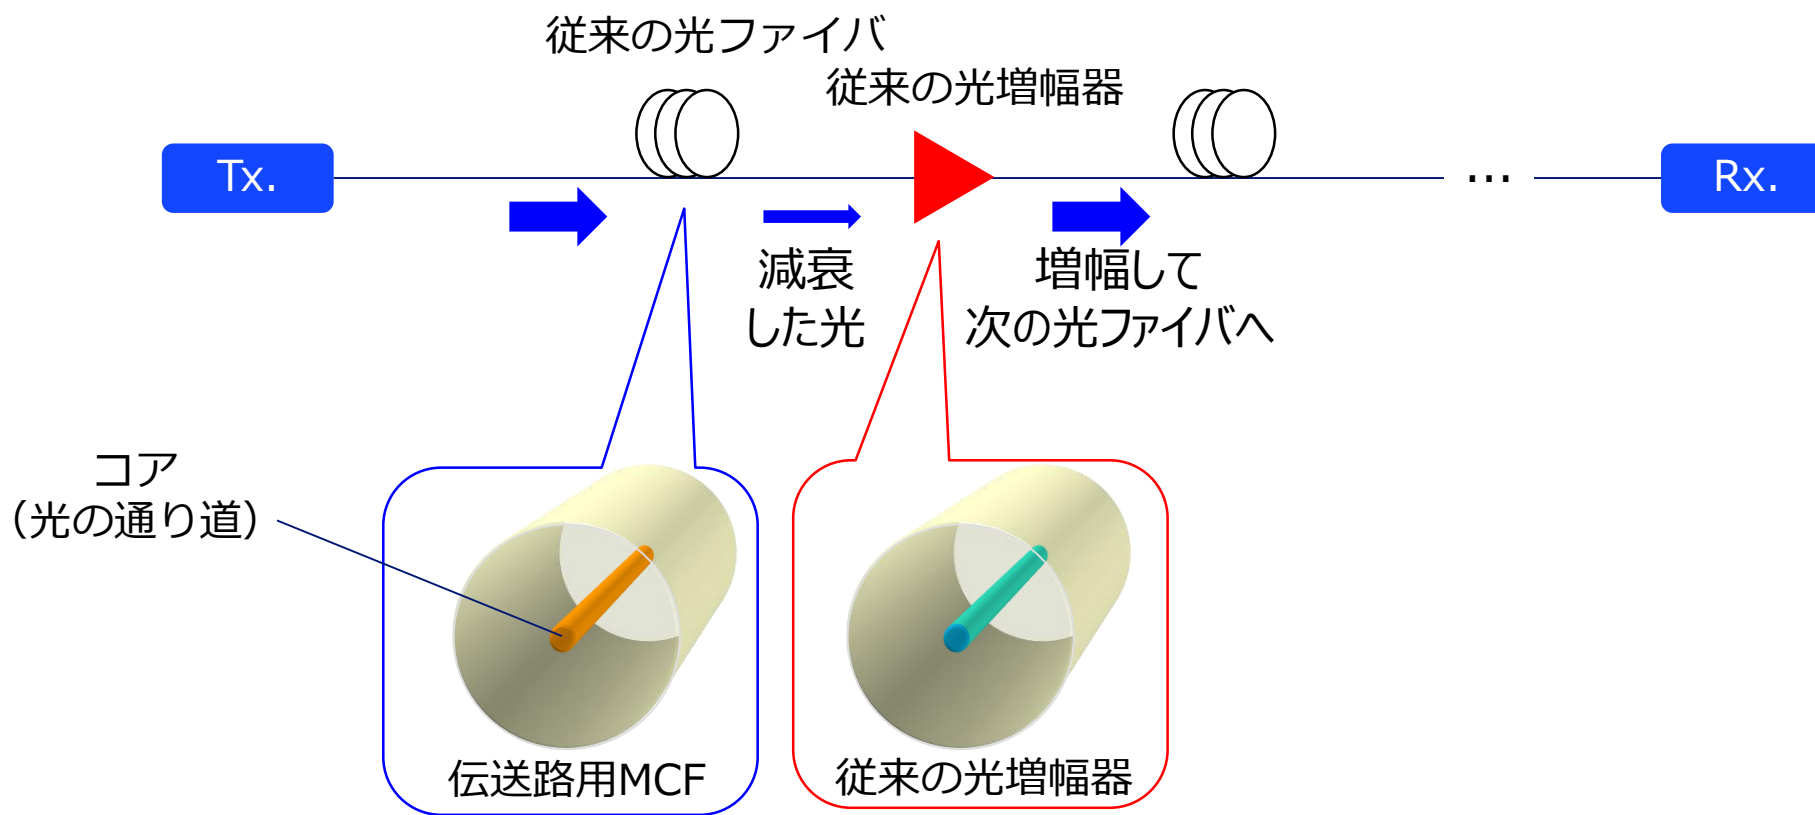 従来の光ファイバ
従来の光増幅器
Tx.
…
Rx.
減衰
した光
増幅して
次の光ファイバへ
コア
（光の通り道）
伝送路用MCF
従来の光増幅器